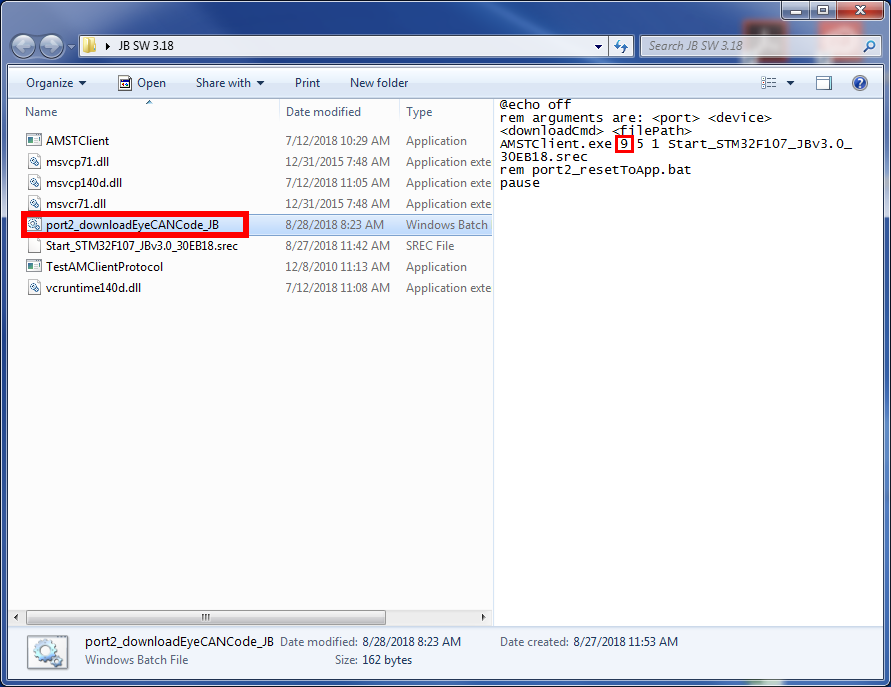 JB SW 3.18
Search JB SW 3.18
Organize Open Share with Print New folder
Name Date modified Type
AMSTClient 7/12/2018 10:29 AM Application
msvcp71.dll 12/31/2015 7:48 AM Application exte
msvcp140d.dll 7/12/2018 11:05 AM Application exte
msvcr71.dll 12/31/2015 7:48 AM Application exte
port2_downloadEyeCANCode_JB 8/28/2018 8:23 AM Windows Batch
Start_STM32F107_JBv3.0_30EB18.srec 8/27/2018 11:42 AM SREC File
TestAMClientProtocol 12/8/2010 11:13 AM Application
vcruntime140d.dll 7/12/2018 11:08 AM Application exte
@echo off
rem arguments are: <port> <device>
<downloadCmd> <filePath>
AMSTClient.exe 9 5 1 Start_STM32F107_JBv3.0_
30EB18.srec
rem port2_resetToApp.bat
pause
port2_downloadEyeCANCode_JB Date modified: 8/28/2018 8:23 AM Date created: 8/27/2018 11:53 AM
Windows Batch File Size: 162 bytes